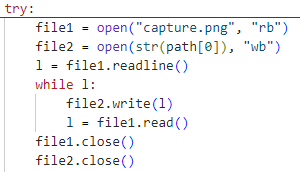 try:
    file1 = open("capture.png", "rb")
    file2 = open(str(path[0]), "wb")
    l = file1.readline()
    while l:
        file2.write(l)
        l = file1.read()
    file1.close()
    file2.close()